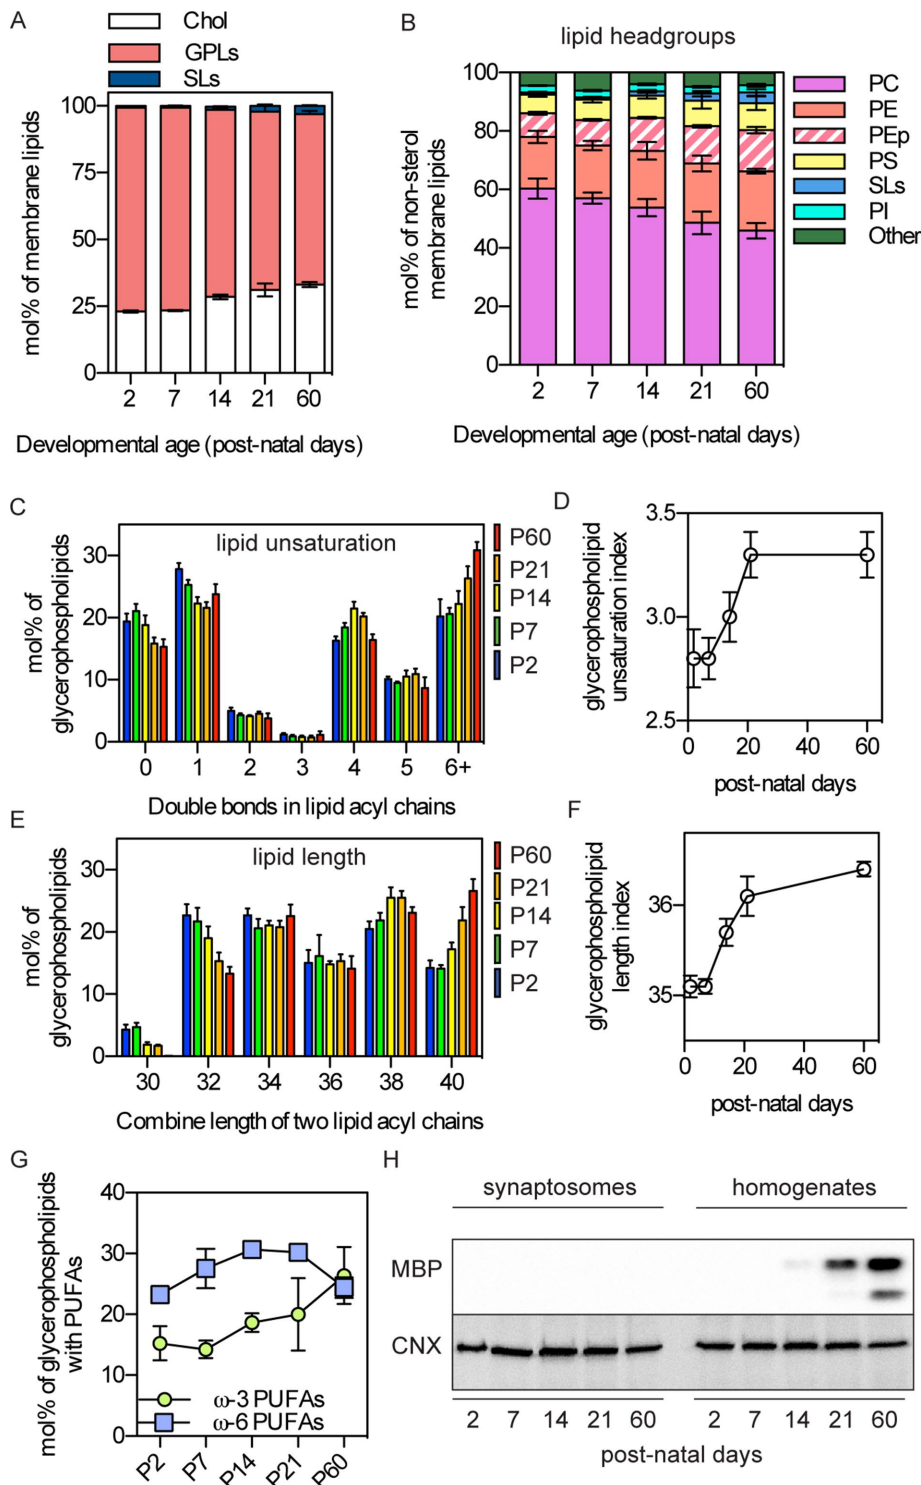 A
Chol
GPLs
SLs
100
75
50
25
0
mol% of membrane lipids
2 7 14 21 60
Developmental age (post-natal days)
B
lipid headgroups
100
80
60
40
20
0
mol% of non-sterol
membrane lipids
2 7 14 21 60
Developmental age (post-natal days)
PC
PE
PEp
PS
SLs
PI
Other
C
lipid unsaturation
mol% of
glycerophospholipids
30
20
10
0
0 1 2 3 4 5 6+
Double bonds in lipid acyl chains
P60
P21
P14
P7
P2
D
glycerophospholipid
unsaturation index
3.5
3.0
2.5
0 20 40 60
post-natal days
E
lipid length
mol% of
glycerophospholipids
30
20
10
0
30 32 34 36 38 40
Combine length of two lipid acyl chains
P60
P21
P14
P7
P2
F
glycerophospholipid
length index
36
35
0 20 40 60
post-natal days
G
mol% of glycerophospholipids
with PUFAs
40
30
20
10
0
ω-3 PUFAs
ω-6 PUFAs
P2 P7 P14 P21 P60
H
synaptosomes homogenates
MBP
CNX
2 7 14 21 60 2 7 14 21 60
post-natal days